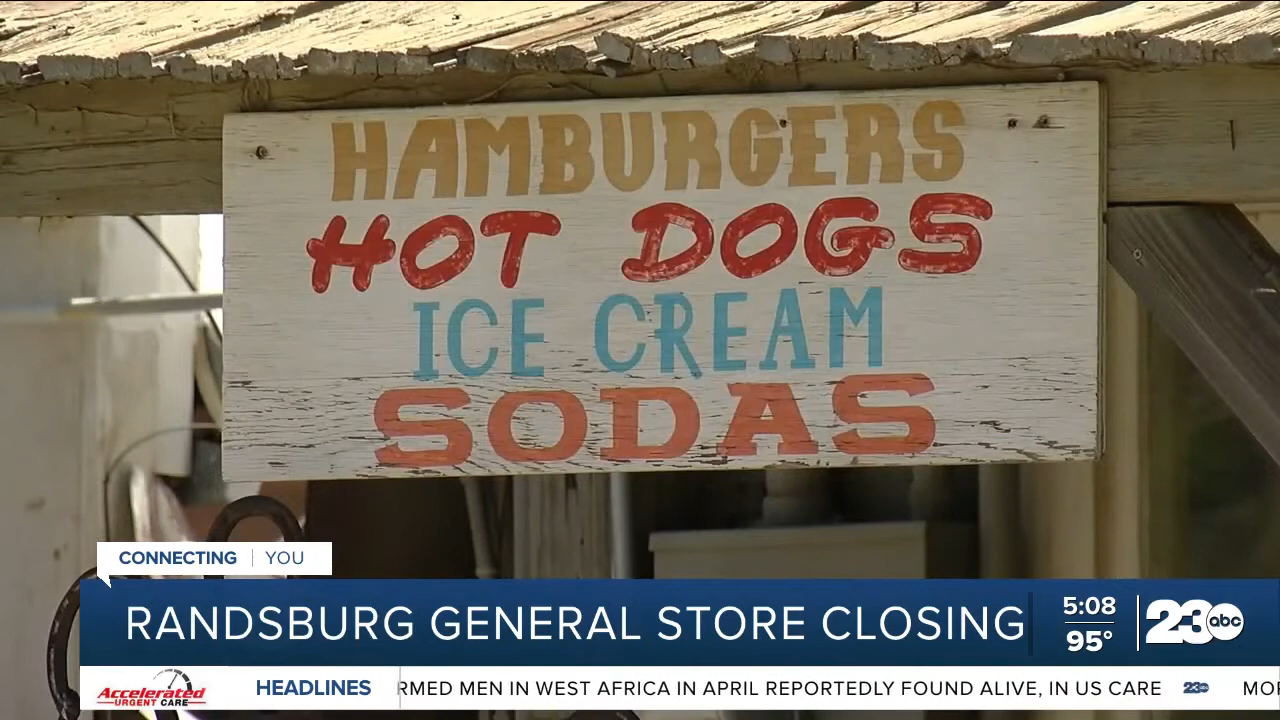 HAMBURGERS
HOT DOGS
ICE CREAM
SODAS
CONNECTING | YOU
RANDSBURG GENERAL STORE CLOSING
5:08
95°
23 abc
Accelerated
URGENT CARE
HEADLINES
RMED MEN IN WEST AFRICA IN APRIL REPORTEDLY FOUND ALIVE, IN US CARE 23